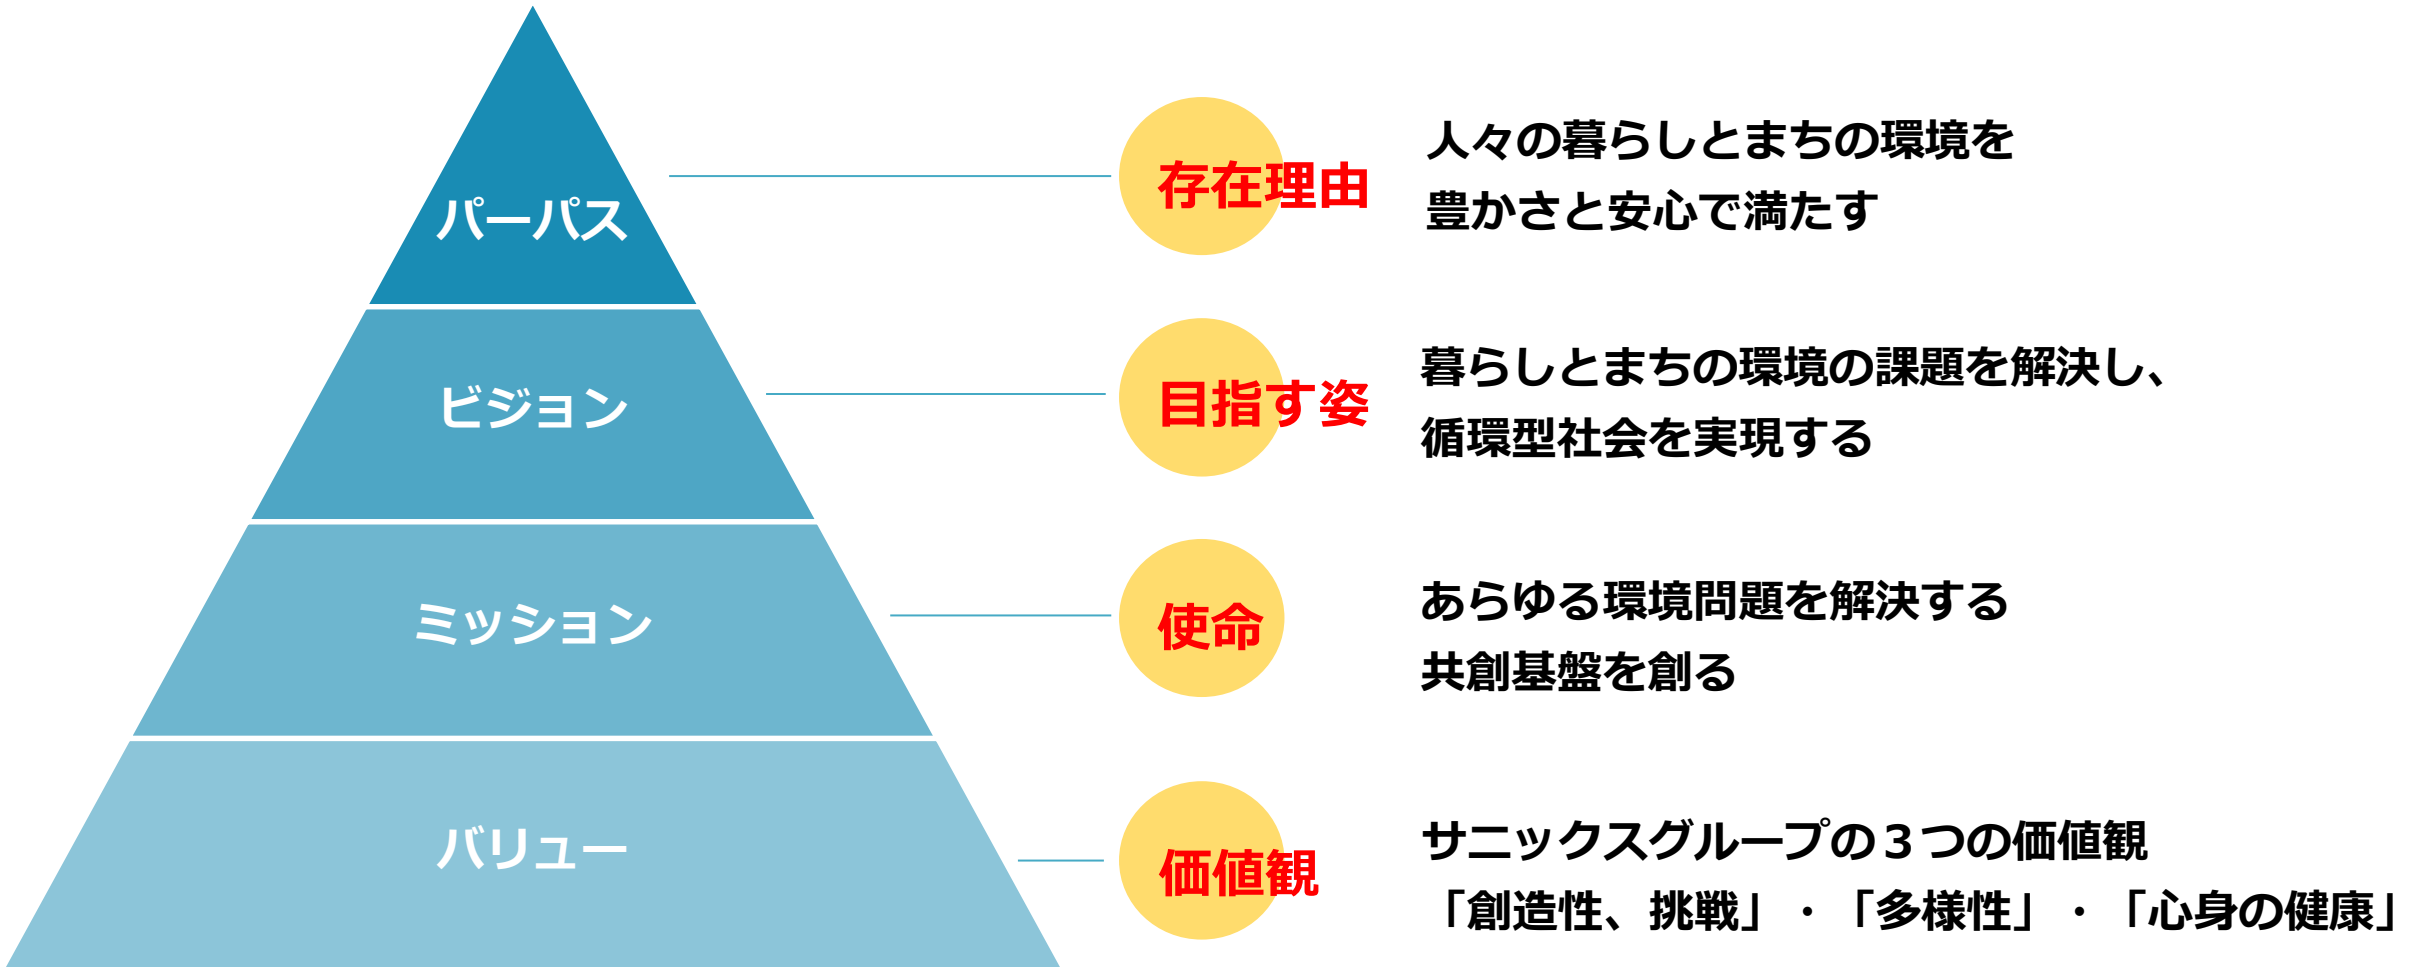 パーパス
存在理由
人々の暮らしとまちの環境を
豊かさと安心で満たす
ビジョン
目指す姿
暮らしとまちの環境の課題を解決し、
循環型社会を実現する
ミッション
使命
あらゆる環境問題を解決する
共創基盤を創る
バリュー
価値観
サニックスグループの３つの価値観
「創造性、挑戦」・「多様性」・「心身の健康」